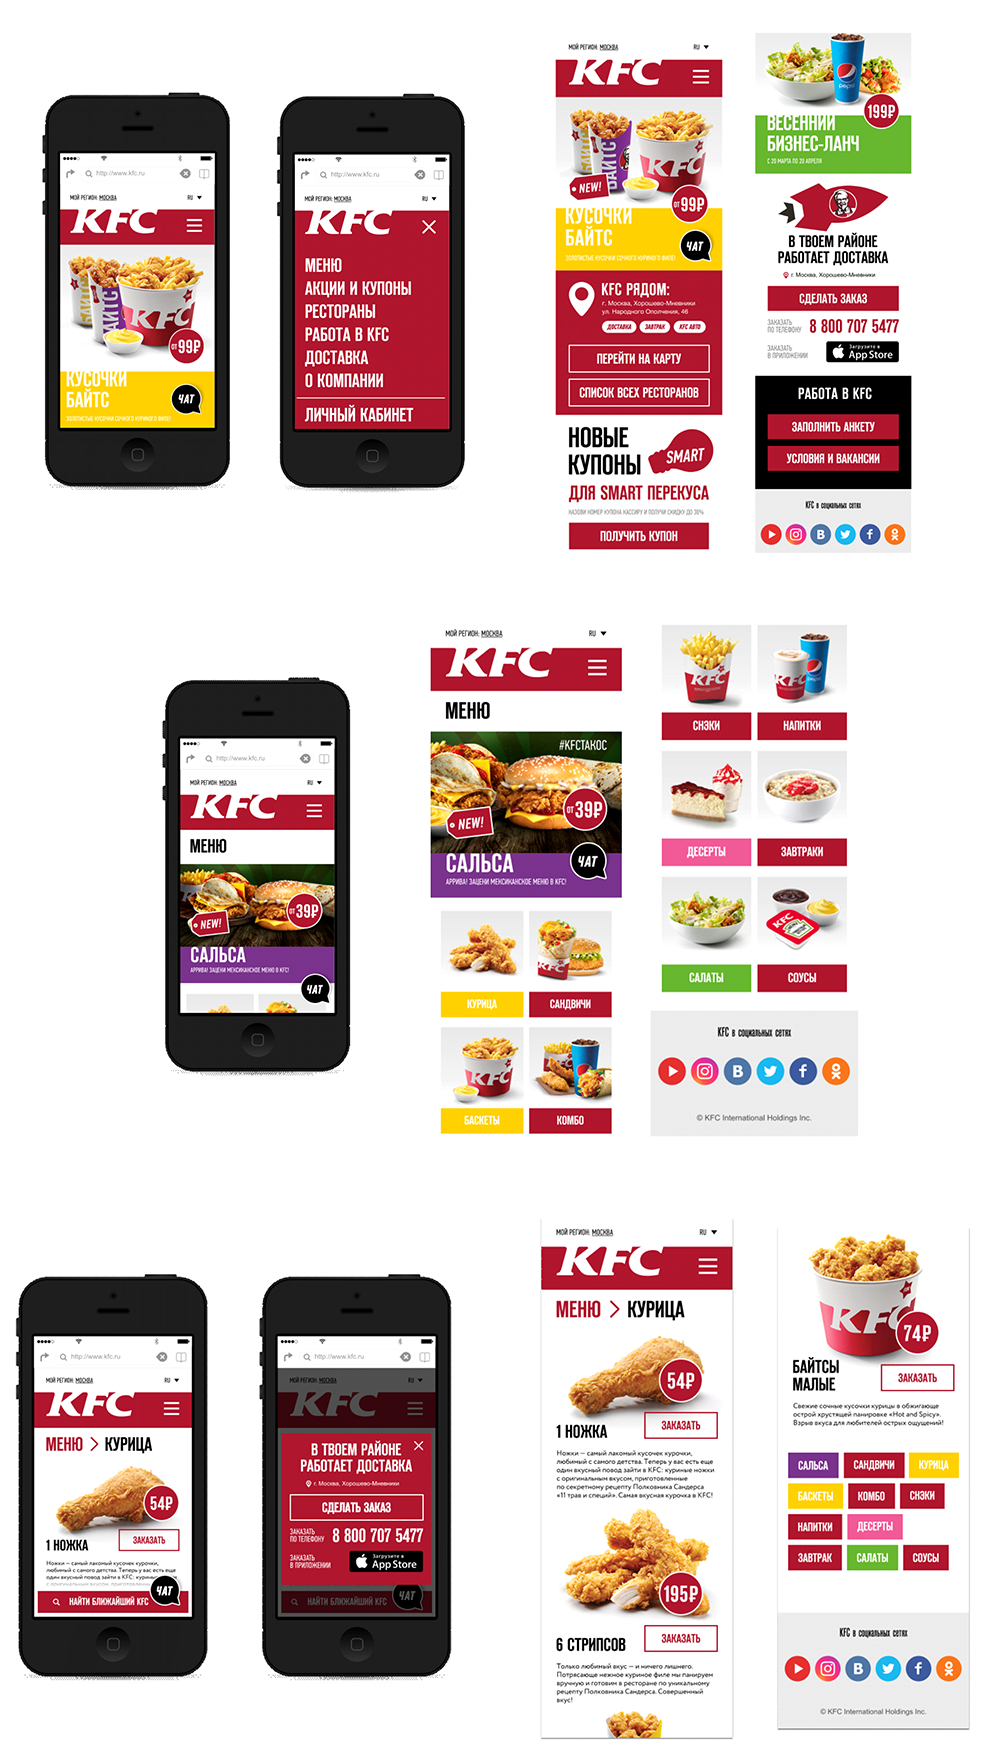 http://www.kfc.ru
МОЙ РЕГИОН: МОСКВА
RU
KFC
БАЙТС
KFC
ОТ 99₽
КУСОЧКИ
БАЙТС
ЧАТ
ЗОЛОТИСТЫЕ КУСОЧКИ СОЧНОГО КУРИНОГО ФИЛЕ!
http://www.kfc.ru
МОЙ РЕГИОН: МОСКВА
RU
KFC
МЕНЮ
АКЦИИ И КУПОНЫ
РЕСТОРАНЫ
РАБОТА В KFC
ДОСТАВКА
О КОМПАНИИ
ЛИЧНЫЙ КАБИНЕТ
МОЙ РЕГИОН: МОСКВА
RU
KFC
БАЙТС
KFC
NEW!
ОТ 99₽
КУСОЧКИ
БАЙТС
ЧАТ
ЗОЛОТИСТЫЕ КУСОЧКИ СОЧНОГО КУРИНОГО ФИЛЕ!
KFC РЯДОМ:
г. Москва, Хорошево-Мневники
ул. Народного Ополчения, 46
ДОСТАВКА
ЗАВТРАК
KFC АВТО
ПЕРЕЙТИ НА КАРТУ
СПИСОК ВСЕХ РЕСТОРАНОВ
НОВЫЕ
КУПОНЫ
SMART
ДЛЯ SMART ПЕРЕКУСА
НАЗОВИ НОМЕР КУПОНА КАССИРУ И ПОЛУЧИ СКИДКУ ДО 30%
ПОЛУЧИТЬ КУПОН
pepsi
199₽
ВЕСЕННИЙ
БИЗНЕС-ЛАНЧ
С 20 МАРТА ПО 20 АПРЕЛЯ
В ТВОЕМ РАЙОНЕ
РАБОТАЕТ ДОСТАВКА
г. Москва, Хорошево-Мневники
СДЕЛАТЬ ЗАКАЗ
ЗАКАЗАТЬ
ПО ТЕЛЕФОНУ
8 800 707 5477
ЗАКАЗАТЬ
В ПРИЛОЖЕНИИ
Загрузите в
App Store
РАБОТА В KFC
ЗАПОЛНИТЬ АНКЕТУ
УСЛОВИЯ И ВАКАНСИИ
KFC в социальных сетях
http://www.kfc.ru
МОЙ РЕГИОН: МОСКВА
RU
KFC
МЕНЮ
NEW!
ОТ 39₽
САЛЬСА
АРРИВА! ЗАЦЕНИ МЕКСИКАНСКОЕ МЕНЮ В KFC!
ЧАТ
МОЙ РЕГИОН: МОСКВА
RU
KFC
МЕНЮ
#KFCТАКОС
NEW!
ОТ 39₽
САЛЬСА
ЧАТ
АРРИВА! ЗАЦЕНИ МЕКСИКАНСКОЕ МЕНЮ В KFC!
KFC
КУРИЦА
САНДВИЧИ
KFC
БАСКЕТЫ
КОМБО
KFC
KFC
СНЭКИ
НАПИТКИ
ДЕСЕРТЫ
ЗАВТРАКИ
KFC
САЛАТЫ
СОУСЫ
KFC в социальных сетях
© KFC International Holdings Inc.
http://www.kfc.ru
МОЙ РЕГИОН: МОСКВА
RU
KFC
МЕНЮ > КУРИЦА
54₽
1 НОЖКА
ЗАКАЗАТЬ
Ножки — самый лакомый кусочек курочки,
любимый с самого детства. Теперь у вас есть еще
один вкусный повод зайти в KFC: куриные ножки
с оригинальным вкусом, приготовленные
ЧАТ
НАЙТИ БЛИЖАЙШИЙ KFC
http://www.kfc.ru
МОЙ РЕГИОН: МОСКВА
RU
KFC
В ТВОЕМ РАЙОНЕ
РАБОТАЕТ ДОСТАВКА
г. Москва, Хорошево-Мневники
СДЕЛАТЬ ЗАКАЗ
ЗАКАЗАТЬ
ПО ТЕЛЕФОНУ
8 800 707 5477
ЗАКАЗАТЬ
В ПРИЛОЖЕНИИ
Загрузите в
App Store
ЧАТ
НАЙТИ БЛИЖАЙШИЙ KFC
МОЙ РЕГИОН: МОСКВА
RU
KFC
МЕНЮ > КУРИЦА
54₽
1 НОЖКА
ЗАКАЗАТЬ
Ножки — самый лакомый кусочек курочки,
любимый с самого детства. Теперь у вас есть еще
один вкусный повод зайти в KFC: куриные ножки
с оригинальным вкусом, приготовленные
по секретному рецепту Полковника Сандерса
«11 трав и специй». Самая вкусная курочка в KFC!
195₽
6 СТРИПСОВ
ЗАКАЗАТЬ
Только любимый вкус — и ничего лишнего.
Потрясающе нежное куриное филе мы панируем
вручную и готовим в ресторане по уникальному
рецепту Полковника Сандерса. Совершенный
вкус!
KFC
74₽
БАЙТСЫ
МАЛЫЕ
ЗАКАЗАТЬ
Свежие сочные кусочки курицы в обжигающе
острой хрустящей панировке «Hot and Spicy».
Взрыв вкуса для любителей острых ощущений!
САЛЬСА
САНДВИЧИ
КУРИЦА
БАСКЕТЫ
КОМБО
СНЭКИ
НАПИТКИ
ДЕСЕРТЫ
ЗАВТРАК
САЛАТЫ
СОУСЫ
KFC в социальных сетях
© KFC International Holdings Inc.